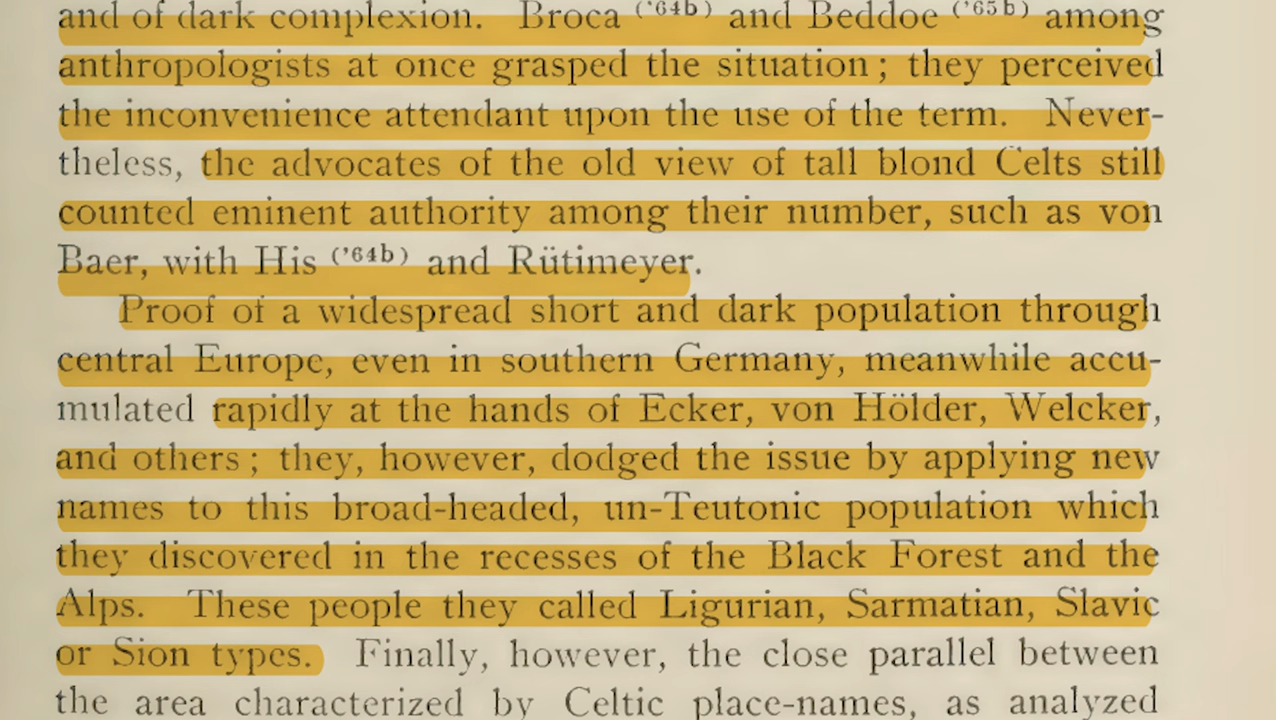 and of dark complexion. Broca ('64b) and Beddoe ('65b) among
anthropologists at once grasped the situation; they perceived
the inconvenience attendant upon the use of the term. Never-
theless, the advocates of the old view of tall blond Celts still
counted eminent authority among their number, such as von
Baer, with His ('64b) and Rütimeyer.
Proof of a widespread short and dark population through
central Europe, even in southern Germany, meanwhile accu-
mulated rapidly at the hands of Ecker, von Hölder, Welcker,
and others; they, however, dodged the issue by applying new
names to this broad-headed, un-Teutonic population which
they discovered in the recesses of the Black Forest and the
Alps. These people they called Ligurian, Sarmatian, Slavic
or Sion types. Finally, however, the close parallel between
the area characterized by Celtic place-names, as analyzed